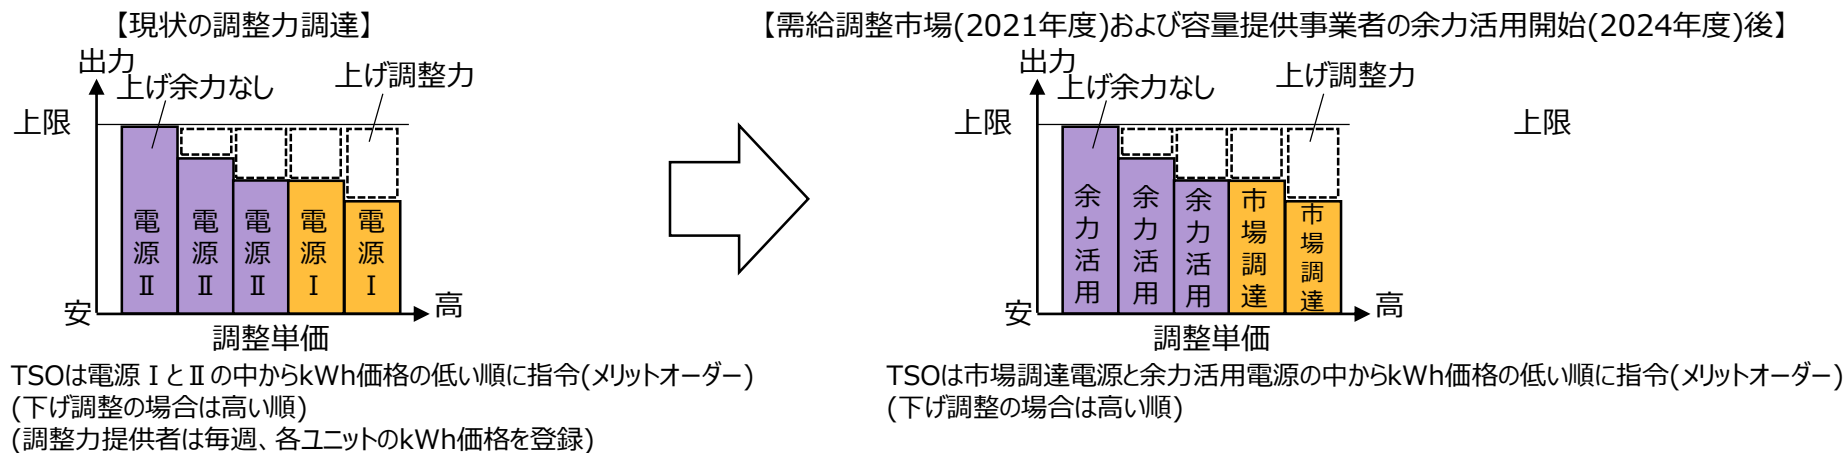 【現状の調整力調達】
出力
上げ余力なし
上げ調整力
上限
電源Ⅱ
電源Ⅱ
電源Ⅱ
電源Ⅰ
電源Ⅰ
安
高
調整単価
TSOは電源ⅠとⅡの中からkWh価格の低い順に指令(メリットオーダー)
(下げ調整の場合は高い順)
(調整力提供者は毎週、各ユニットのkWh価格を登録)
【需給調整市場(2021年度)および容量提供事業者の余力活用開始(2024年度)後】
出力
上げ余力なし
上げ調整力
上限
上限
余力活用
余力活用
余力活用
市場調達
市場調達
安
高
調整単価
TSOは市場調達電源と余力活用電源の中からkWh価格の低い順に指令(メリットオーダー)
(下げ調整の場合は高い順)